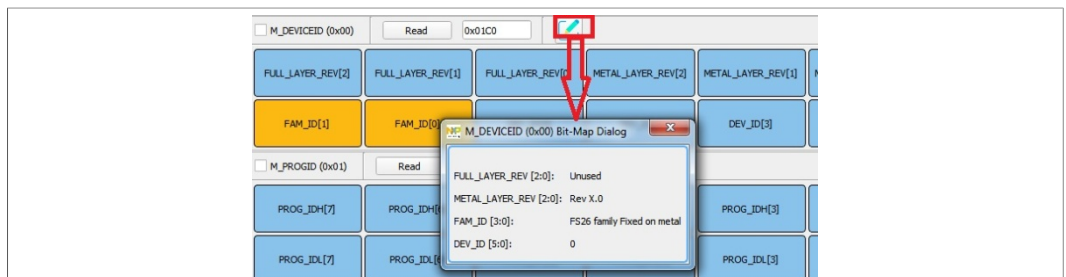 M_DEVICEID (0x00) Read 0x01C0
FULL_LAYER_REV[2] FULL_LAYER_REV[1] FULL_LAYER_REV[0 METAL_LAYER_REV[2] METAL_LAYER_REV[1]
FAM_ID[1] FAM_ID[0] DEV_ID[3]
NXP M_DEVICEID (0x00) Bit-Map Dialog
M_PROGID (0x01) Read
FULL_LAYER_REV [2:0]: Unused
METAL_LAYER_REV [2:0]: Rev X.0
PROG_IDH[7] PROG_IDH[ PROG_IDH[3]
FAM_ID [3:0]: FS26 family Fixed on metal
DEV_ID [5:0]: 0
PROG_IDL[7] PROG_IDL[ PROG_IDL[3]